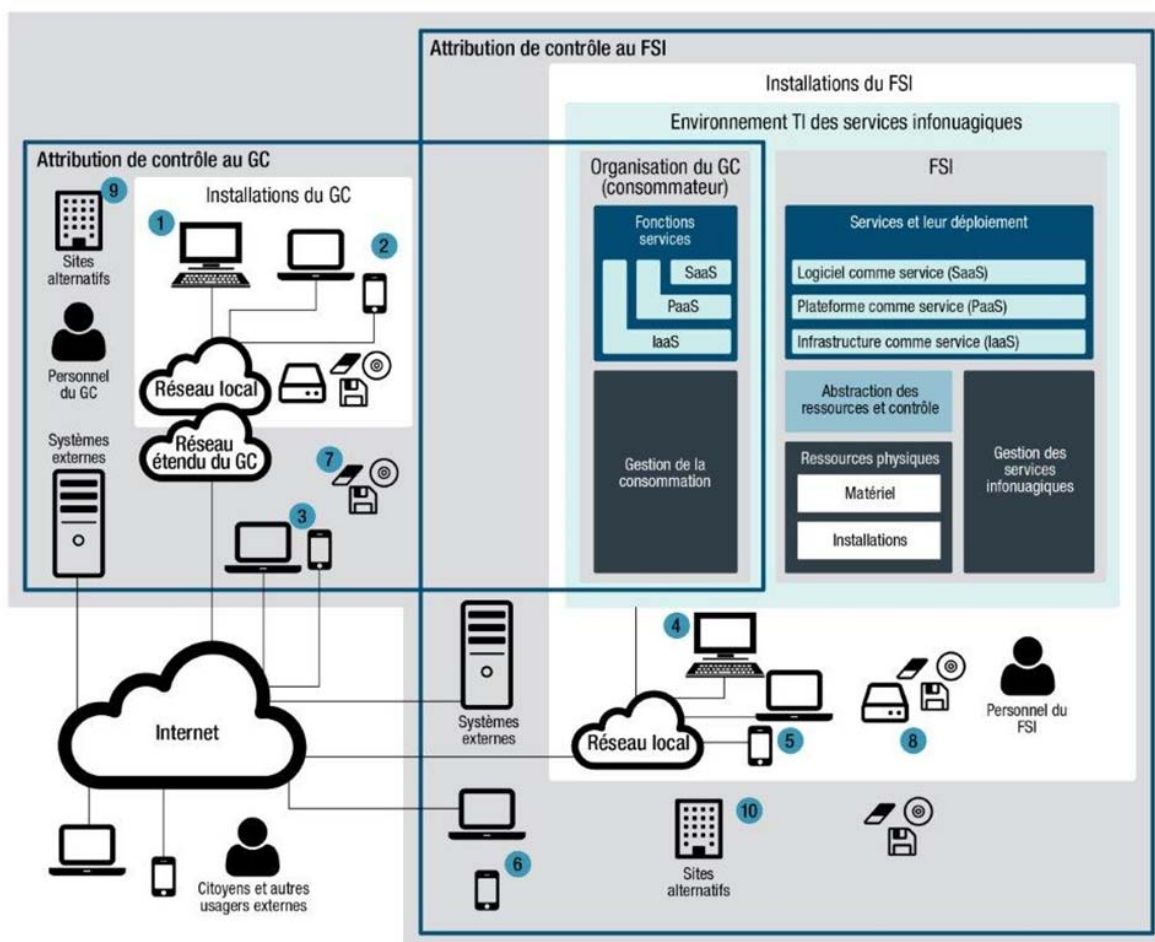 Attribution de contrôle au FSI
Installations du FSI
Environnement TI des services infonuagiques
Attribution de contrôle au GC
9
Sites
alternatifs
Personnel
du GC
Systèmes
externes
Installations du GC
1
2
Réseau local
Réseau
étendu du GC
7
3
Organisation du GC
(consommateur)
Fonctions
services
SaaS
PaaS
IaaS
Gestion de la
consommation
FSI
Services et leur déploiement
Logiciel comme service (SaaS)
Plateforme comme service (PaaS)
Infrastructure comme service (IaaS)
Abstraction des
ressources et contrôle
Ressources physiques
Matériel
Installations
Gestion des
services
infonuagiques
4
Réseau local
5
8
Personnel du
FSI
Systèmes
externes
Internet
6
10
Sites
alternatifs
Citoyens et autres
usagers externes